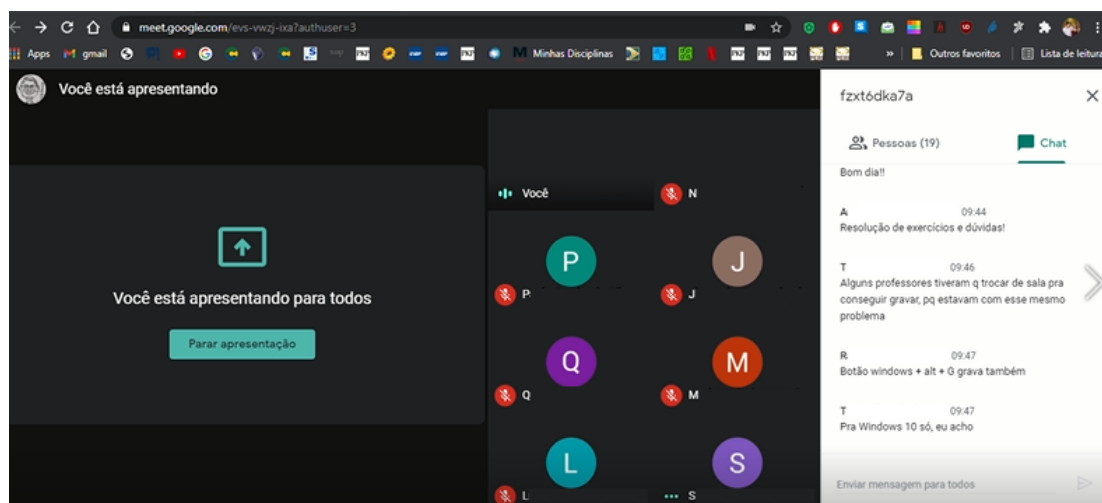 meet.google.com/evs-vwzj-ixa?authuser=3
Apps
gmail
Minhas Disciplinas
»
Outros favoritos
Lista de leitura
Você está apresentando
Você está apresentando para todos
Parar apresentação
Você
N
P
P
J
J
Q
Q
M
M
L
L
S
S
fzxt6dka7a
Pessoas (19)
Chat
Bom dia!!
A 09:44
Resolução de exercícios e dúvidas!
T 09:46
Alguns professores tiveram q trocar de sala pra
conseguir gravar, pq estavam com esse mesmo
problema
R 09:47
Botão windows + alt + G grava também
T 09:47
Pra Windows 10 só, eu acho
Enviar mensagem para todos